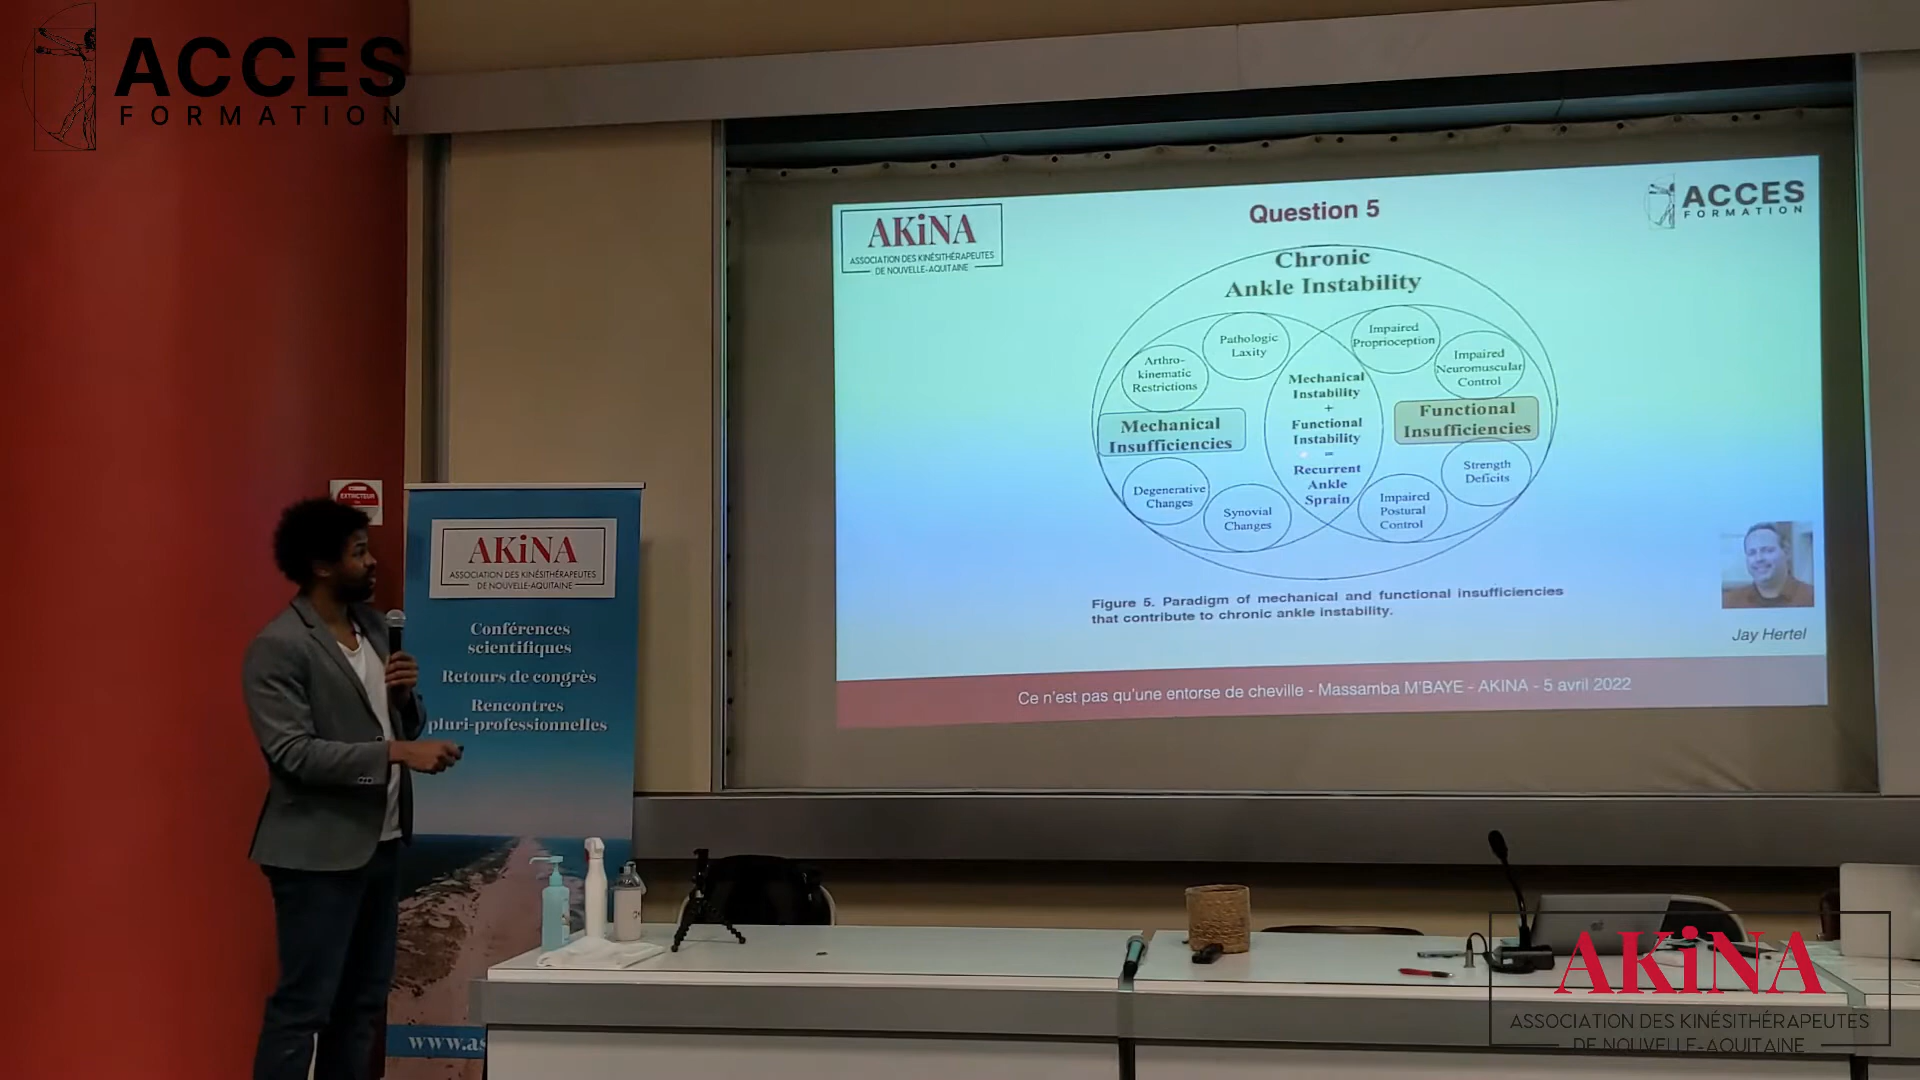 ACCES
FORMATION
AKiNA
ASSOCIATION DES KINÉSITHÉRAPEUTES
DE NOUVELLE-AQUITAINE
Question 5
ACCES
FORMATION
Chronic
Ankle Instability
Pathologic
Laxity
Arthro-
kinematic
Restrictions
Mechanical
Insufficiencies
Degenerative
Changes
Synovial
Changes
Mechanical
Instability
+
Functional
Instability
=
Recurrent
Ankle
Sprain
Impaired
Proprioception
Impaired
Neuromuscular
Control
Functional
Insufficiencies
Strength
Deficits
Impaired
Postural
Control
Figure 5. Paradigm of mechanical and functional insufficiencies
that contribute to chronic ankle instability.
Jay Hertel
Ce n'est pas qu'une entorse de cheville - Massamba M'BAYE - AKINA - 5 avril 2022
EXTINCTEUR
AKiNA
ASSOCIATION DES KINÉSITHÉRAPEUTES
DE NOUVELLE-AQUITAINE
Conférences
scientifiques
Retours de congrès
Rencontres
pluri-professionnelles
www.as
AKiNA
ASSOCIATION DES KINÉSITHÉRAPEUTES
DE NOUVELLE-AQUITAINE